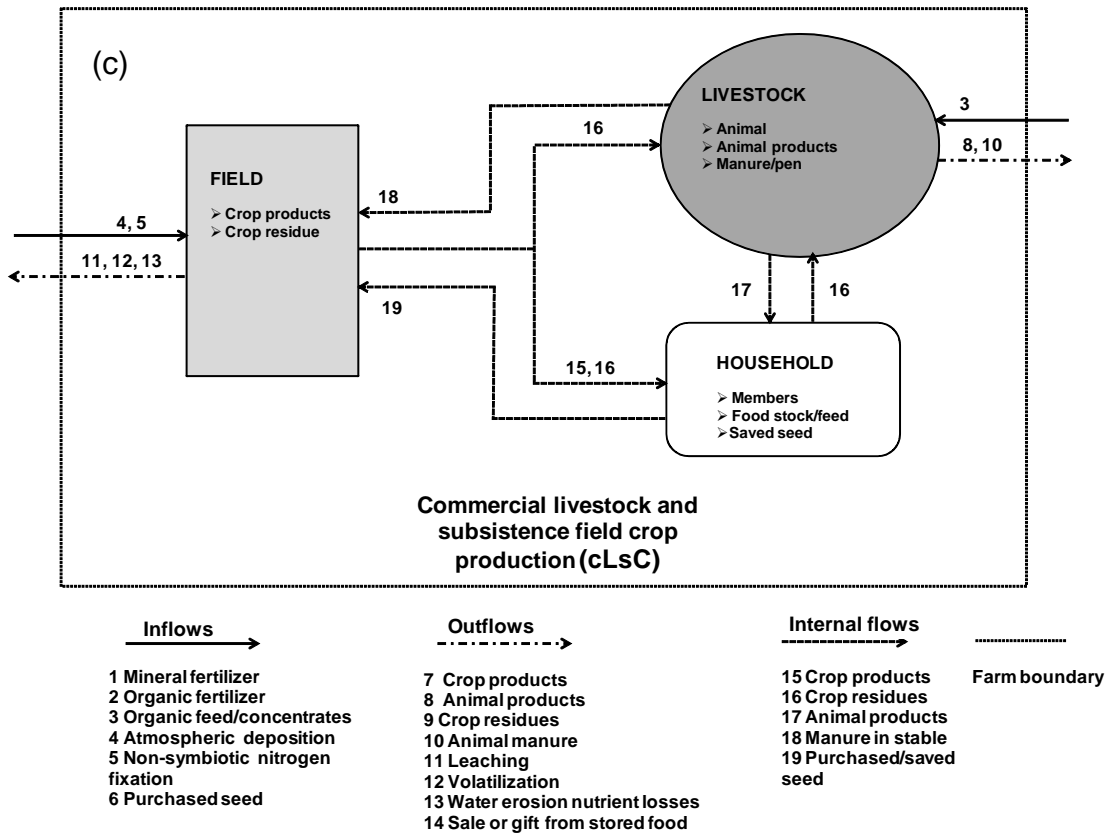 (c)
LIVESTOCK
➢ Animal
➢ Animal products
➢ Manure/pen
3
8, 10
16
FIELD
➢ Crop products
➢ Crop residue
18
4, 5
11, 12, 13
19
17
16
15, 16
HOUSEHOLD
➢ Members
➢ Food stock/feed
➢ Saved seed
Commercial livestock and
subsistence field crop
production (cLsC)
Inflows
1 Mineral fertilizer
2 Organic fertilizer
3 Organic feed/concentrates
4 Atmospheric deposition
5 Non-symbiotic nitrogen
fixation
6 Purchased seed
Outflows
7 Crop products
8 Animal products
9 Crop residues
10 Animal manure
11 Leaching
12 Volatilization
13 Water erosion nutrient losses
14 Sale or gift from stored food
Internal flows
15 Crop products
16 Crop residues
17 Animal products
18 Manure in stable
19 Purchased/saved
seed
Farm boundary